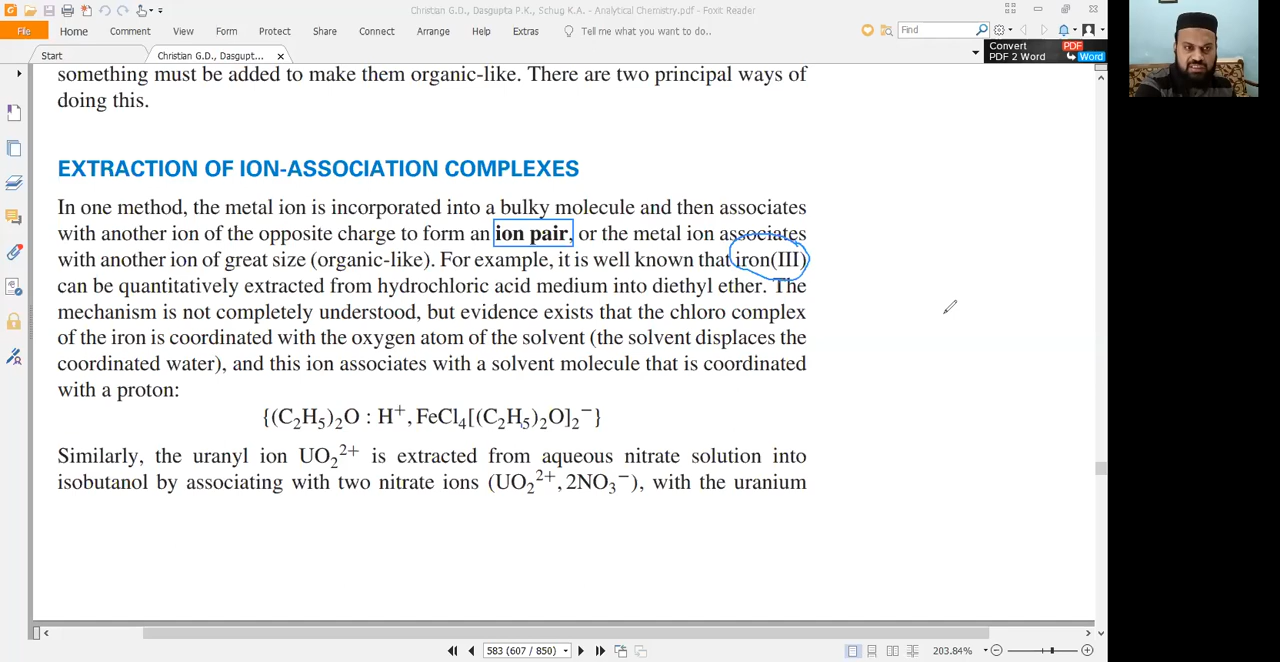 Christian G.D., Dasgupta P.K., Schug K.A. - Analytical Chemistry.pdf - Foxit Reader
File Home Comment View Form Protect Share Connect Arrange Help Extras Tell me what you want to do.. Find
Start Christian G.D., Dasgupt... Convert PDF
PDF 2 Word Word
something must be added to make them organic-like. There are two principal ways of
doing this.
EXTRACTION OF ION-ASSOCIATION COMPLEXES
In one method, the metal ion is incorporated into a bulky molecule and then associates
with another ion of the opposite charge to form an ion pair, or the metal ion associates
with another ion of great size (organic-like). For example, it is well known that iron(III)
can be quantitatively extracted from hydrochloric acid medium into diethyl ether. The
mechanism is not completely understood, but evidence exists that the chloro complex
of the iron is coordinated with the oxygen atom of the solvent (the solvent displaces the
coordinated water), and this ion associates with a solvent molecule that is coordinated
with a proton:
{(C₂H₅)₂O : H⁺, FeCl₄[(C₂H₅)₂O]₂⁻}
Similarly, the uranyl ion UO₂²⁺ is extracted from aqueous nitrate solution into
isobutanol by associating with two nitrate ions (UO₂²⁺, 2NO₃⁻), with the uranium
583 (607 / 850) 203.84%